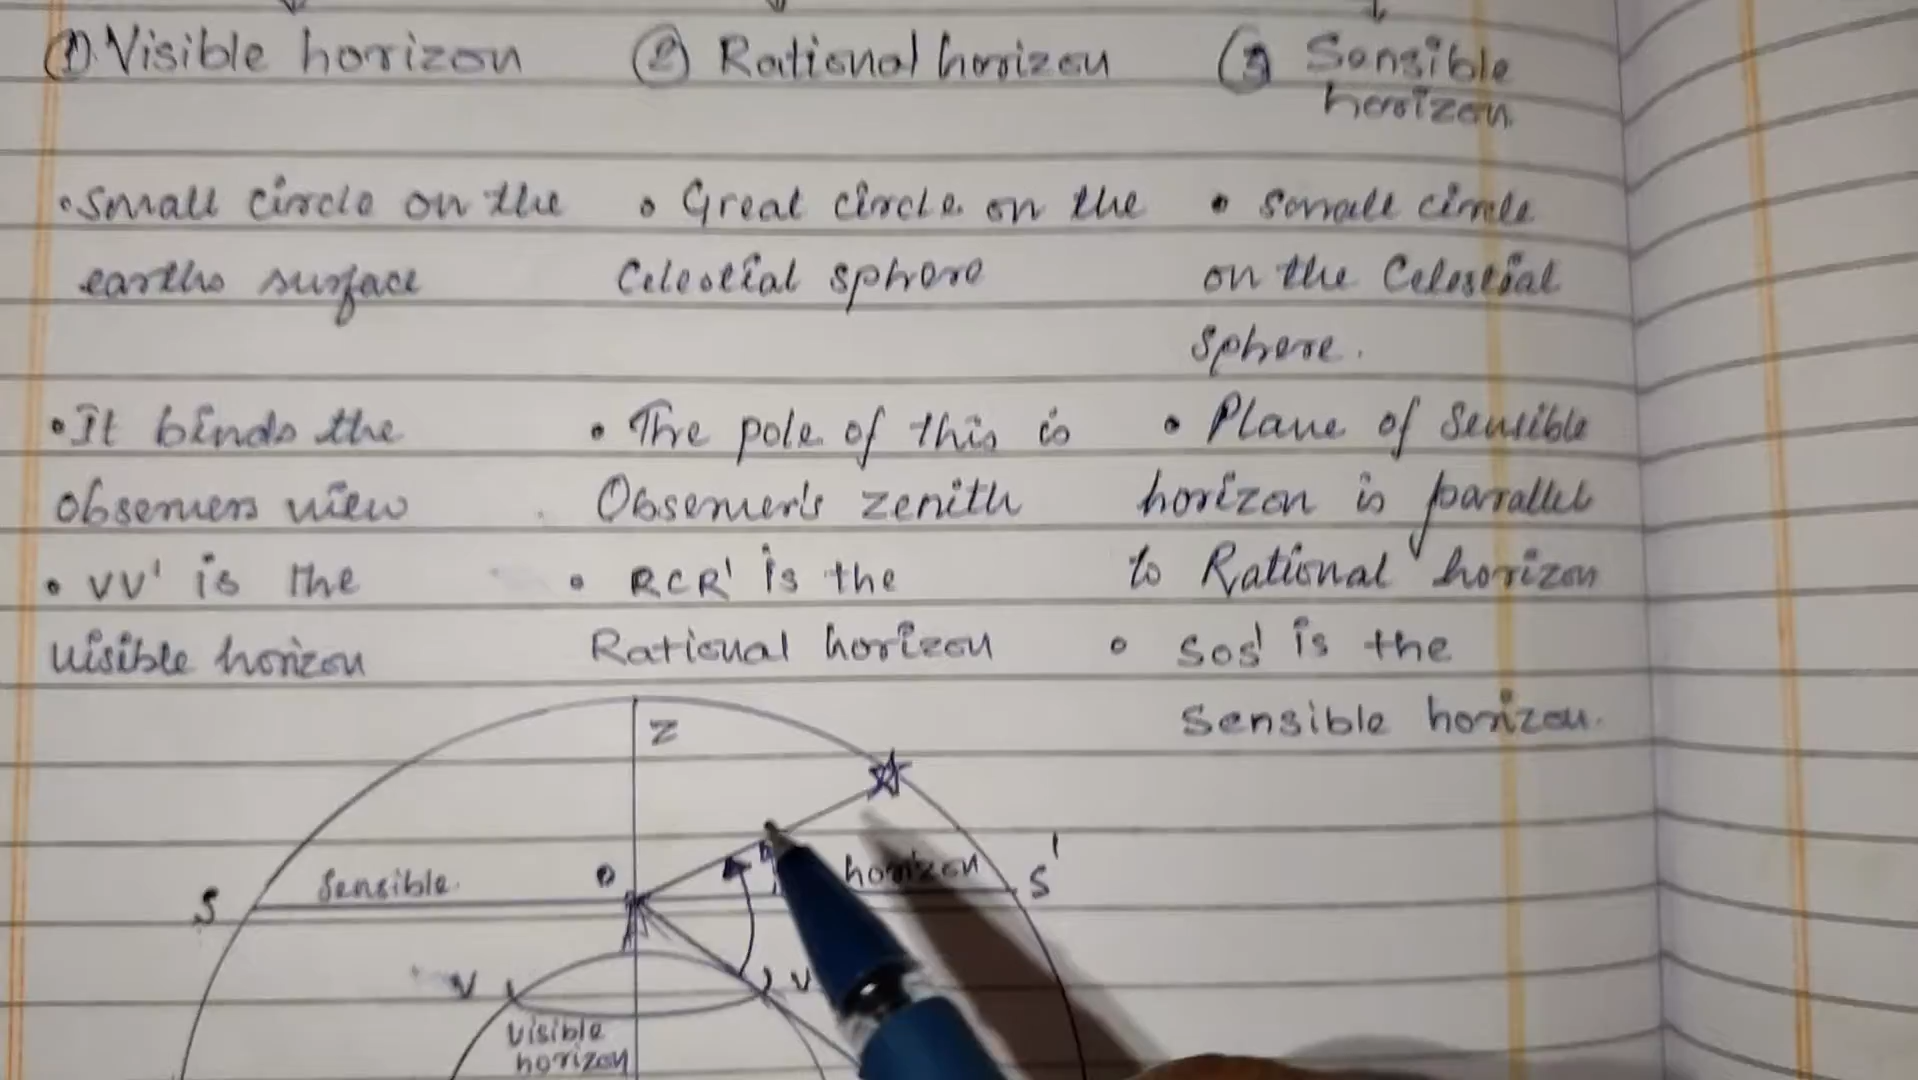 (1) Visible horizon
(2) Rational horizon
(3) Sensible
horizon
• Small circle on the
earths surface
• Great circle on the
Celestial sphere
• small circle
on the Celestial
sphere.
• It binds the
observers view
• VV' is the
visible horizon
• The pole of this is
Observer's zenith
• RCR' is the
Rational horizon
• Plane of Sensible
horizon is parallel
to Rational horizon
• SOS' is the
Sensible horizon.
Z
O
S
Sensible
horizon
S'
V
V
Visible
horizon